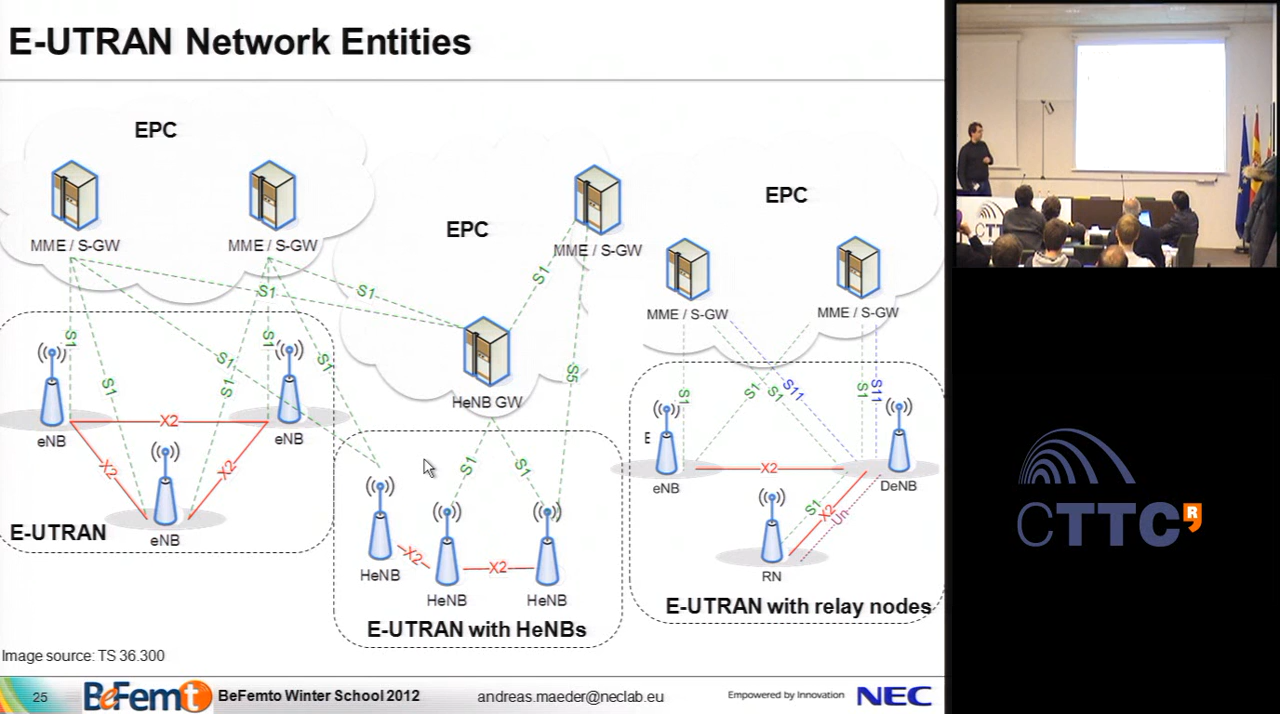 E-UTRAN Network Entities
EPC
MME / S-GW
MME / S-GW
S1
S1
S1
S1
S1
S1
S1
S1
eNB
X2
eNB
X2
X2
eNB
E-UTRAN
EPC
MME / S-GW
S1
HeNB GW
S5
S1
S1
HeNB
X2
HeNB
X2
HeNB
E-UTRAN with HeNBs
EPC
MME / S-GW
MME / S-GW
S1
S1
S1
S11
S1
S11
E
eNB
X2
DeNB
S1
X2
Un
RN
E-UTRAN with relay nodes
Image source: TS 36.300
25
BeFemto
BeFemto Winter School 2012
andreas.maeder@neclab.eu
Empowered by Innovation
NEC
CTTC
CTTC R